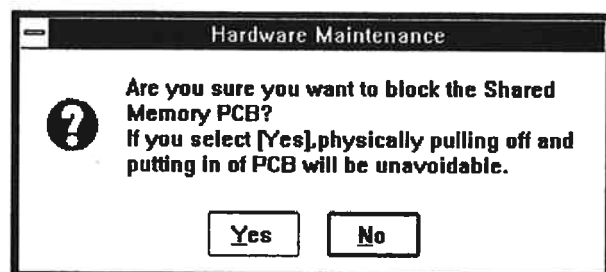 Hardware Maintenance
Are you sure you want to block the Shared
Memory PCB?
If you select [Yes],physically pulling off and
putting in of PCB will be unavoidable.
Yes
No